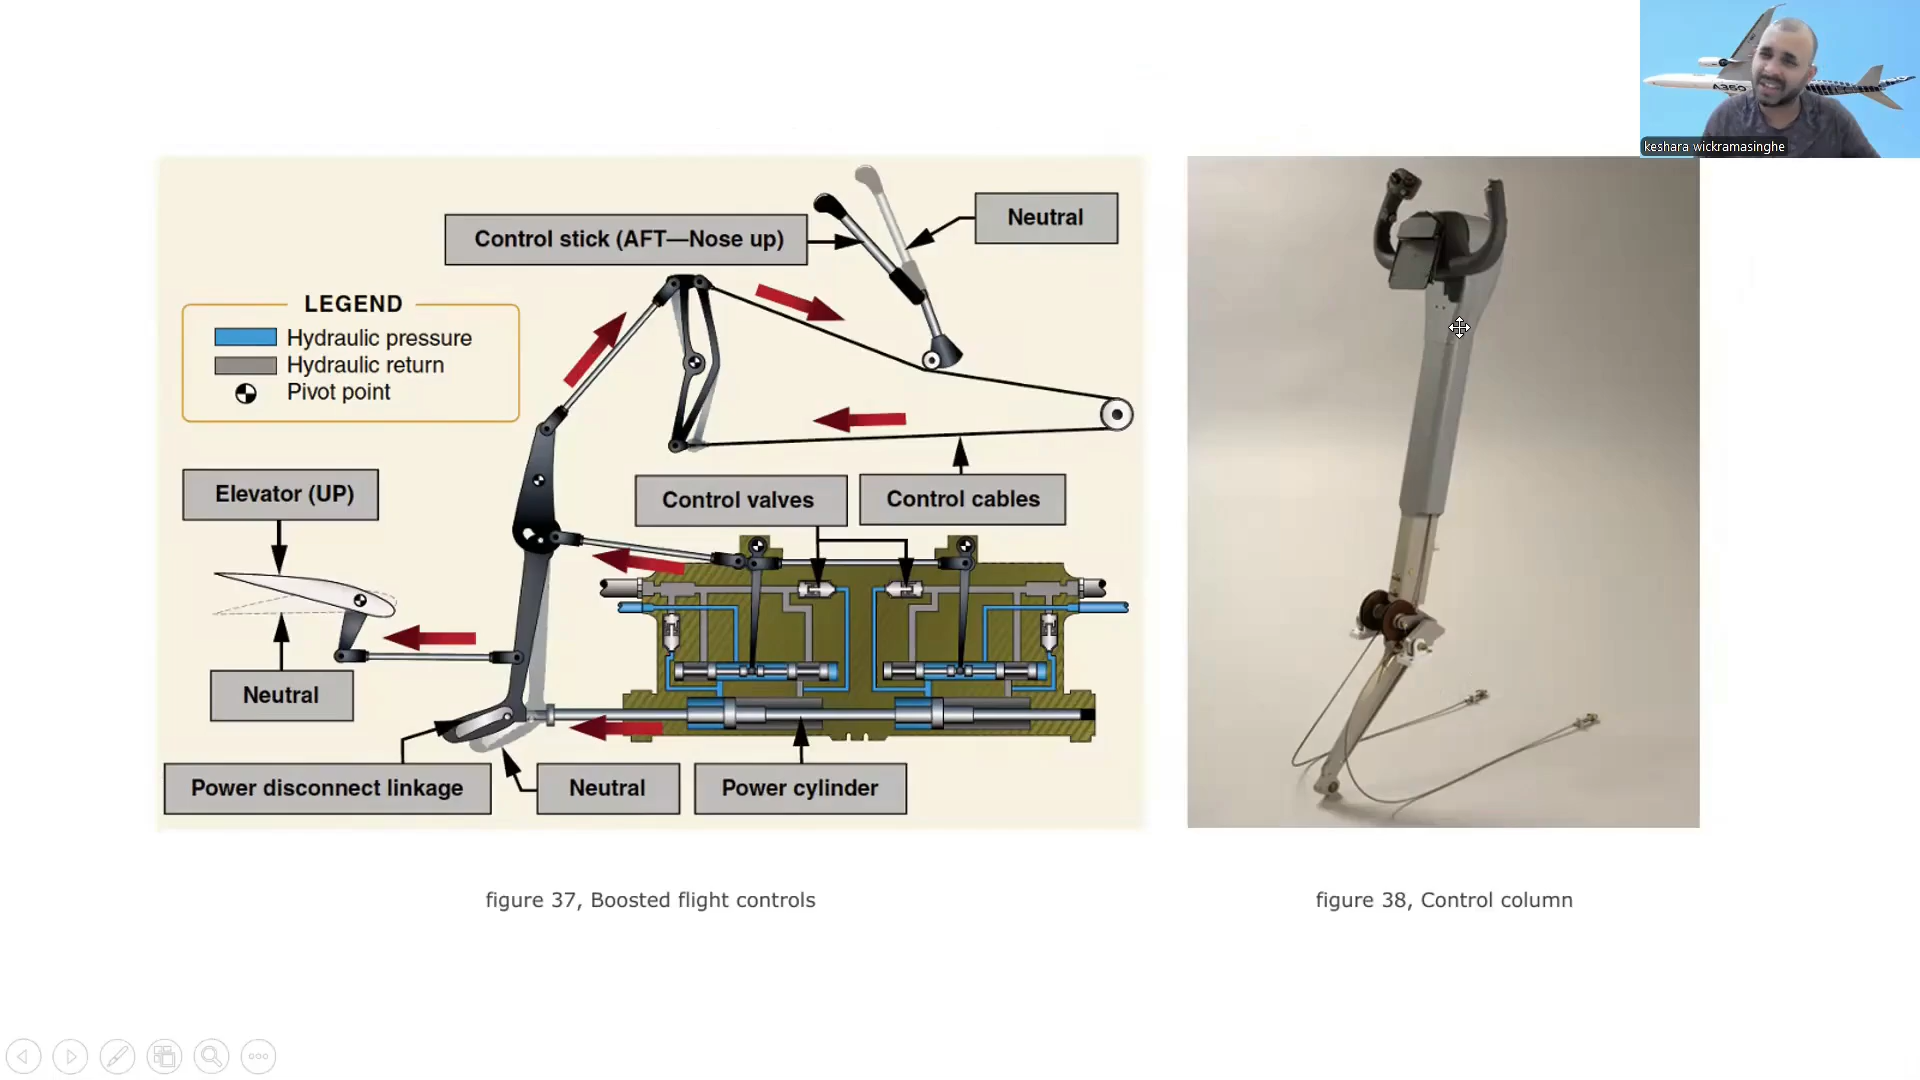 A350
keshara wickramasinghe
Control stick (AFT—Nose up)
Neutral
LEGEND
Hydraulic pressure
Hydraulic return
Pivot point
Elevator (UP)
Control valves
Control cables
Neutral
Power disconnect linkage
Neutral
Power cylinder
figure 37, Boosted flight controls
figure 38, Control column